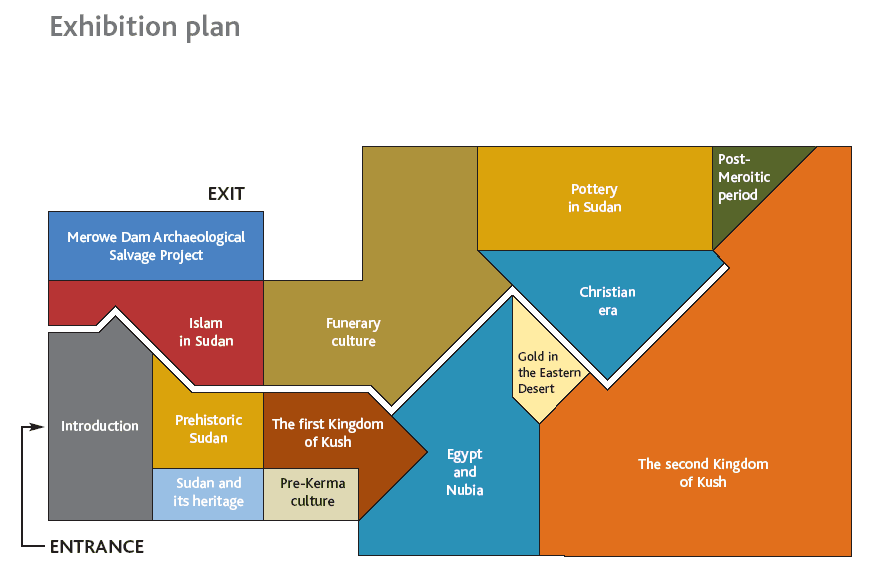 Exhibition plan
Post-
Meroitic
period
Pottery
in Sudan
EXIT
Merowe Dam Archaeological
Salvage Project
Christian
era
Islam
in Sudan
Funerary
culture
Gold in
the Eastern
Desert
Introduction
Prehistoric
Sudan
The first Kingdom
of Kush
Egypt
and
Nubia
The second Kingdom
of Kush
Sudan and
its heritage
Pre-Kerma
culture
ENTRANCE